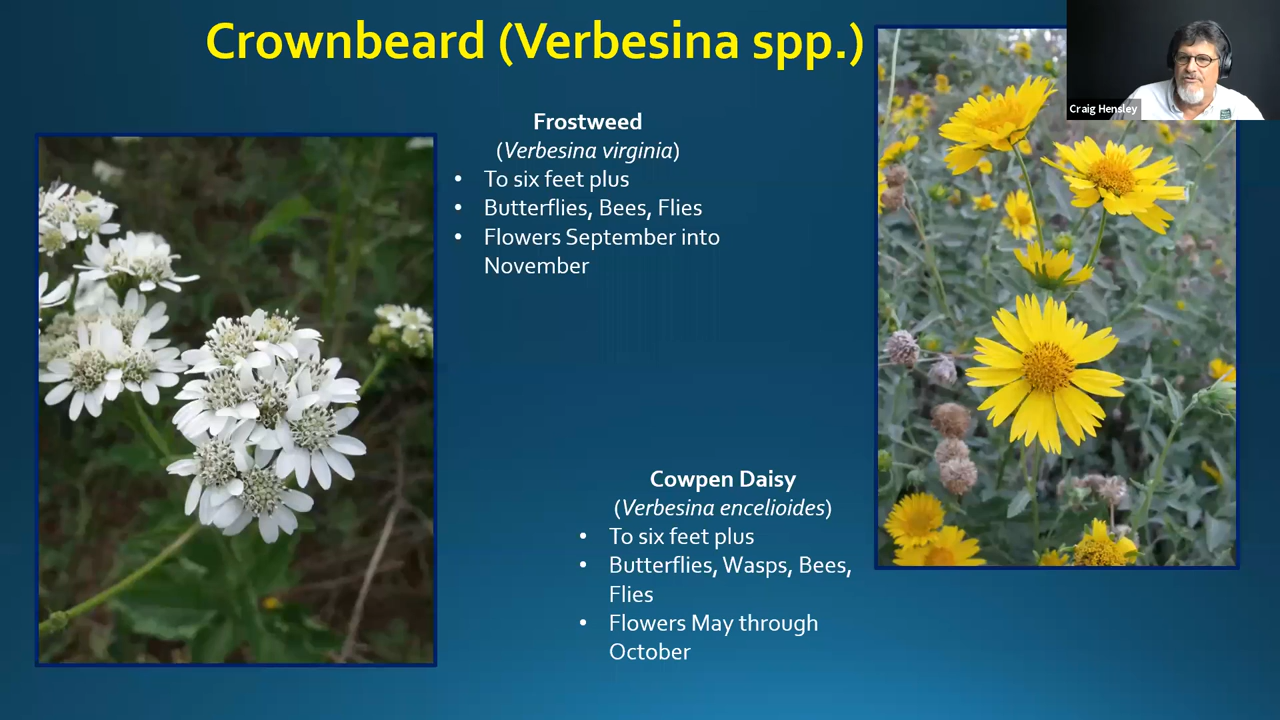 Crownbeard (Verbesina spp.)
Craig Hensley
Frostweed
(Verbesina virginia)
• To six feet plus
• Butterflies, Bees, Flies
• Flowers September into
November
Cowpen Daisy
(Verbesina encelioides)
• To six feet plus
• Butterflies, Wasps, Bees,
Flies
• Flowers May through
October